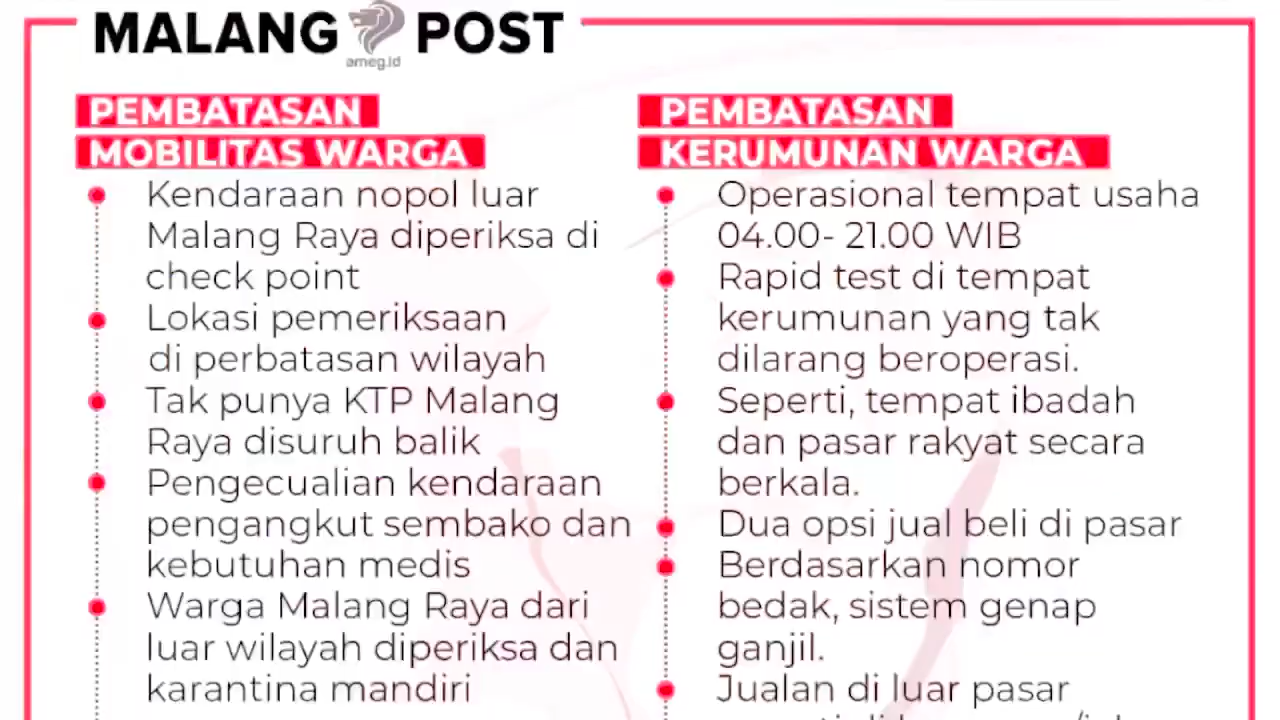 MALANG POST
ameg.id
PEMBATASAN
MOBILITAS WARGA
Kendaraan nopol luar
Malang Raya diperiksa di
check point
Lokasi pemeriksaan
di perbatasan wilayah
Tak punya KTP Malang
Raya disuruh balik
Pengecualian kendaraan
pengangkut sembako dan
kebutuhan medis
Warga Malang Raya dari
luar wilayah diperiksa dan
karantina mandiri
PEMBATASAN
KERUMUNAN WARGA
Operasional tempat usaha
04.00- 21.00 WIB
Rapid test di tempat
kerumunan yang tak
dilarang beroperasi.
Seperti, tempat ibadah
dan pasar rakyat secara
berkala.
Dua opsi jual beli di pasar
Berdasarkan nomor
bedak, sistem genap
ganjil.
Jualan di luar pasar